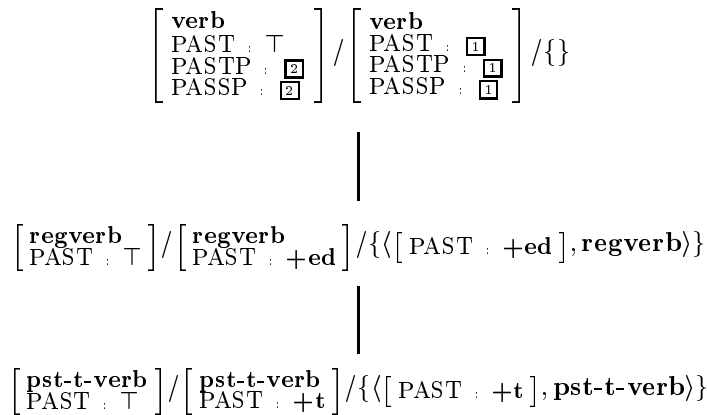 verb verb
PAST : ⊤ PAST : 1
PASTP : 2 / PASTP : 1 /{}
PASSP : 2 PASSP : 1
regverb regverb
PAST : ⊤ / PAST : +ed /{⟨[ PAST : +ed ], regverb⟩}
pst-t-verb pst-t-verb
PAST : ⊤ / PAST : +t /{⟨[ PAST : +t ], pst-t-verb⟩}